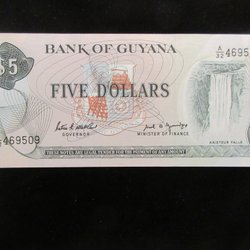 BANK OF GUYANA
$5
A/32 469509
FIVE DOLLARS
469509
GOVERNOR
MINISTER OF FINANCE
KAIETEUR FALLS
THESE NOTES ARE LEGAL TENDER FOR THE PAYMENT OF ANY AMOUNT